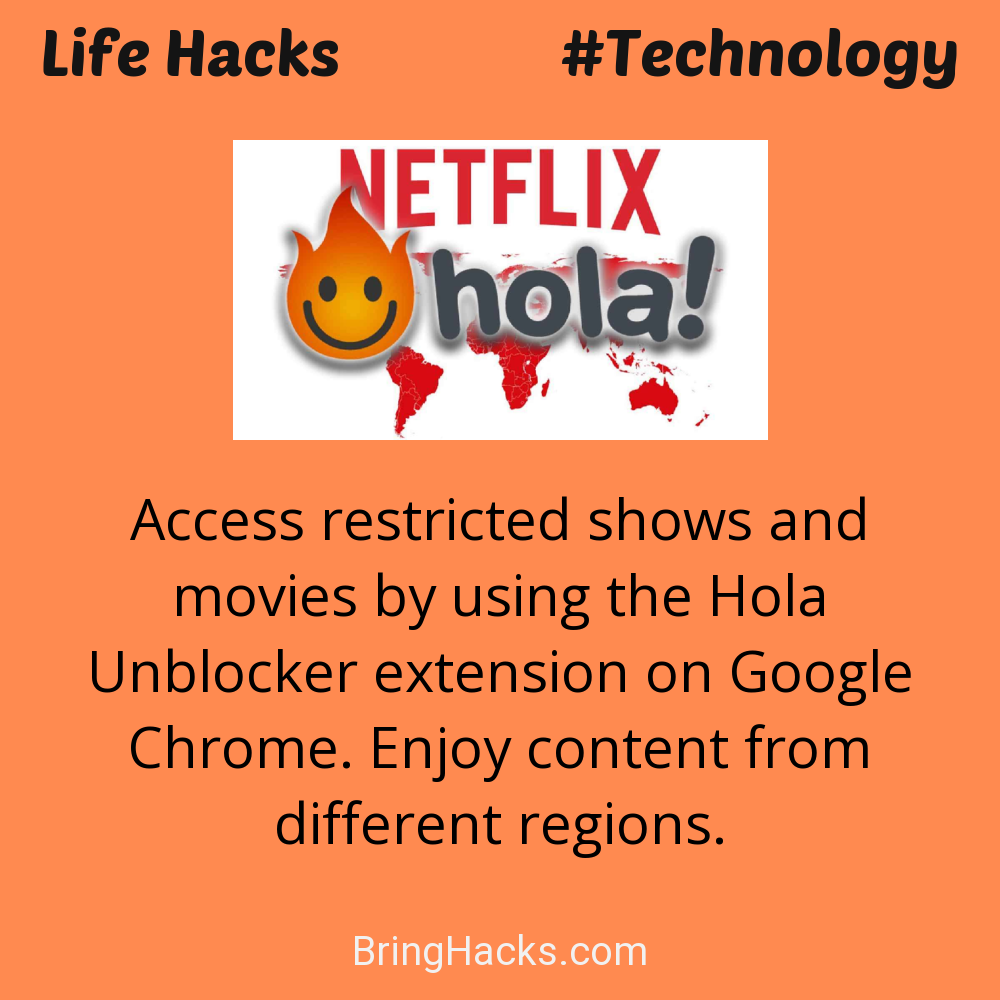 Life Hacks #Technology
NETFLIX
hola!
Access restricted shows and
movies by using the Hola
Unblocker extension on Google
Chrome. Enjoy content from
different regions.
BringHacks.com